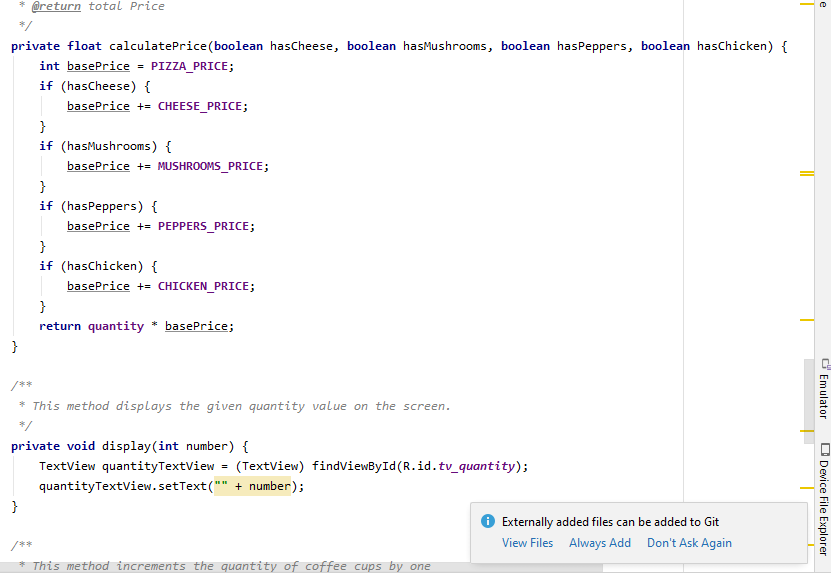 * @return total Price
*/
private float calculatePrice(boolean hasCheese, boolean hasMushrooms, boolean hasPeppers, boolean hasChicken) {
int basePrice = PIZZA_PRICE;
if (hasCheese) {
basePrice += CHEESE_PRICE;
}
if (hasMushrooms) {
basePrice += MUSHROOMS_PRICE;
}
if (hasPeppers) {
basePrice += PEPPERS_PRICE;
}
if (hasChicken) {
basePrice += CHICKEN_PRICE;
}
return quantity * basePrice;
}
/**
* This method displays the given quantity value on the screen.
*/
private void display(int number) {
TextView quantityTextView = (TextView) findViewById(R.id.tv_quantity);
quantityTextView.setText("" + number);
}
/**
* This method increments the quantity of coffee cups by one
Externally added files can be added to Git
View Files Always Add Don't Ask Again
e
Emulator
Device File Explorer